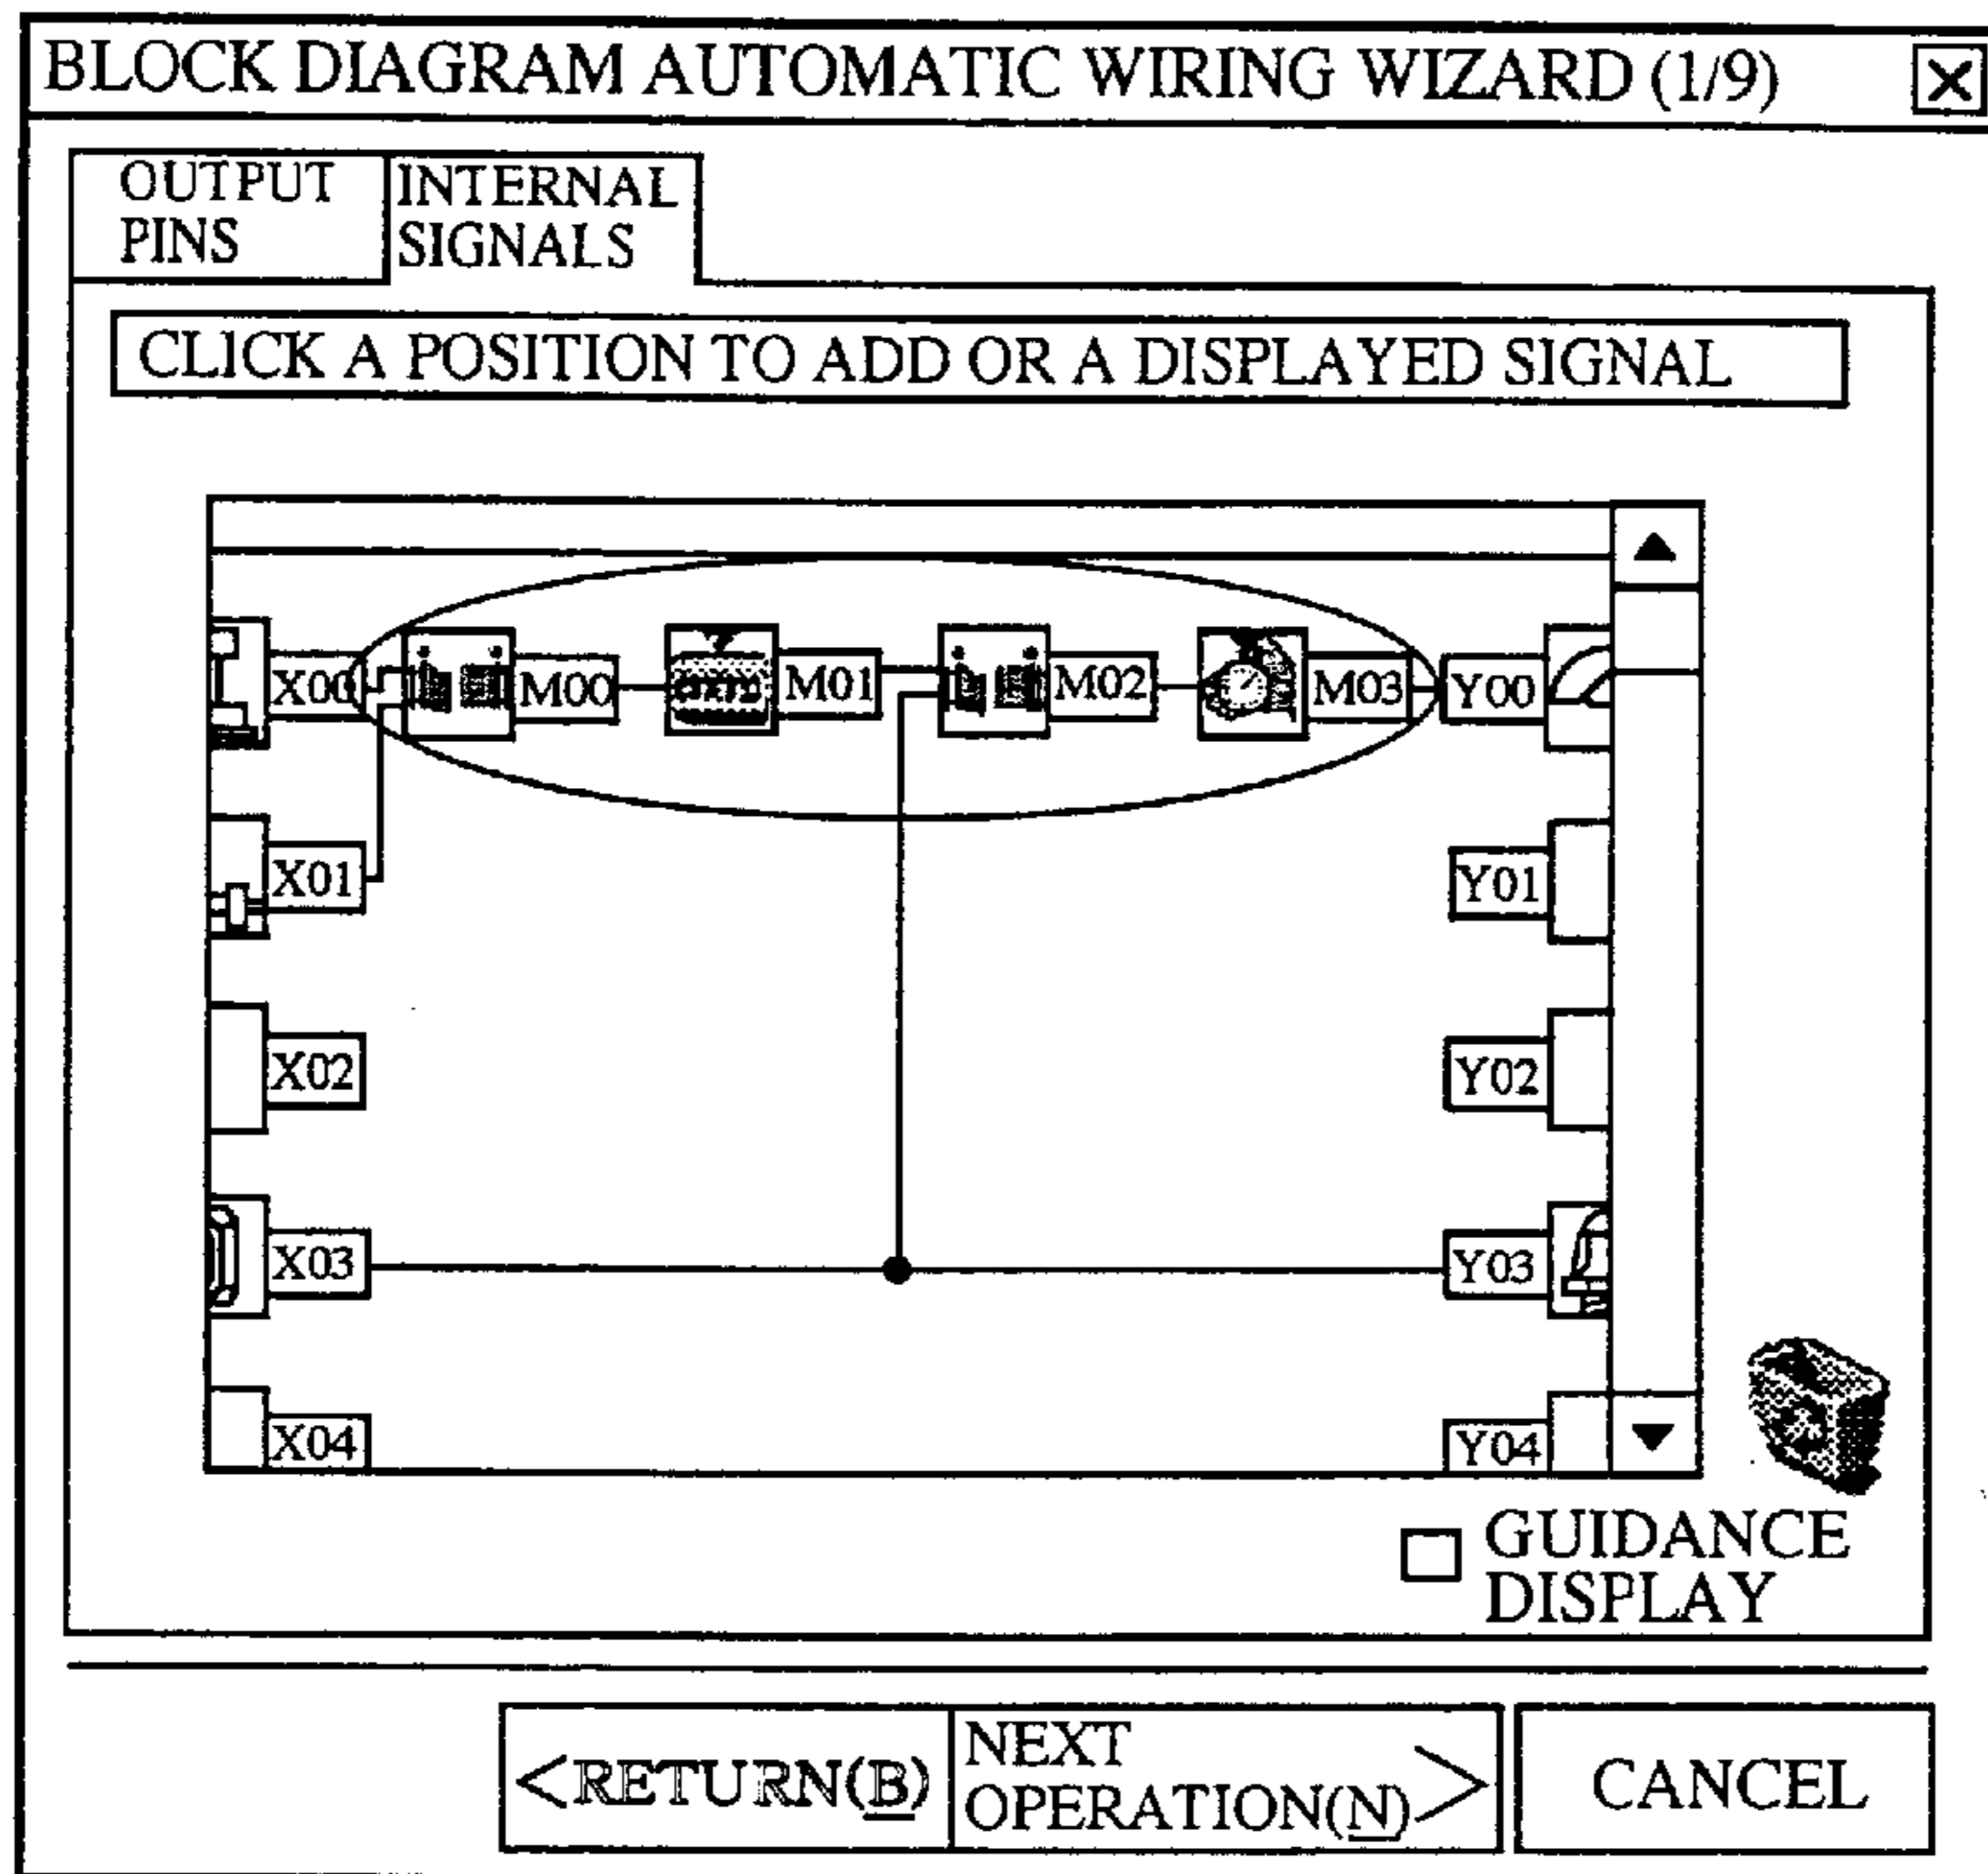 BLOCK DIAGRAM AUTOMATIC WIRING WIZARD (1/9)
OUTPUT
PINS
INTERNAL
SIGNALS
CLICK A POSITION TO ADD OR A DISPLAYED SIGNAL
X00 M00 M01 M02 M03 Y00
X01 Y01
X02 Y02
X03 Y03
X04 Y04
GUIDANCE
DISPLAY
<RETURN(B)
NEXT
OPERATION(N)>
CANCEL